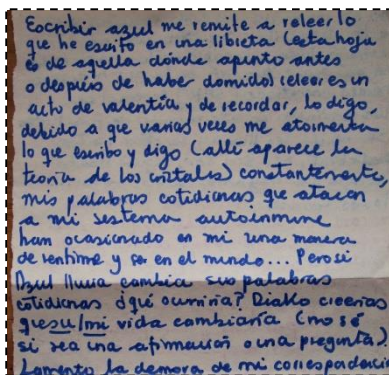 Escribir azul me remite a releer lo
que he escrito en una libreta (esta hoja
es de aquella donde apunto antes
o después de haber dormido) releer es un
acto de valentía y de recordar, lo digo,
debido a que varias veces me atormenta
lo que escribo y digo (allí aparece la
teoría de los cristales) constantemente,
mis palabras cotidianas que atacan
a mi sistema autoinmune
han ocasionado en mi una manera
de sentirme y ser en el mundo... Pero si
Azul lluvia cambia sus palabras
cotidianas ¿qué ocurriría? Diablo creerías
que su/mi vida cambiaría (no sé
si sea una afirmación o una pregunta).
Lamento la demora de mi correspondencia